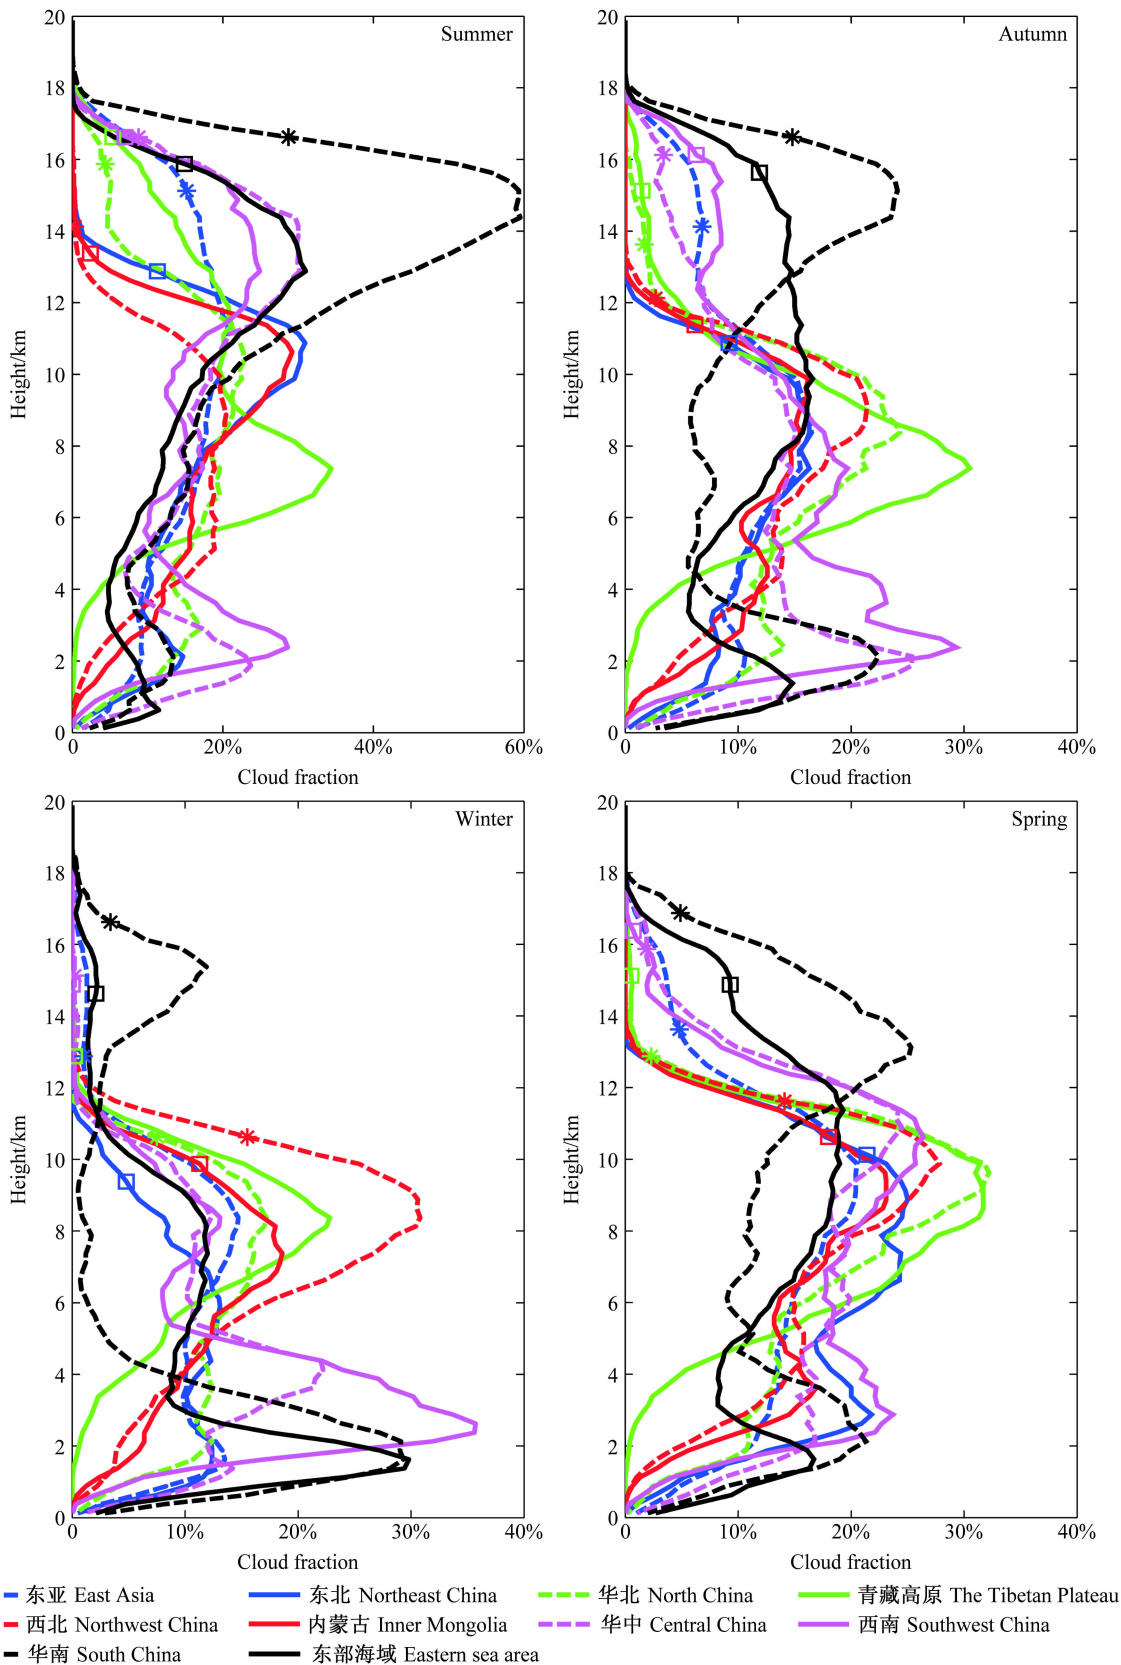 20
18
16
14
12
10
8
6
4
2
0
Height/km
Summer
0 20% 40% 60%
Cloud fraction
20
18
16
14
12
10
8
6
4
2
0
Height/km
Autumn
0 10% 20% 30% 40%
Cloud fraction
20
18
16
14
12
10
8
6
4
2
0
Height/km
Winter
0 10% 20% 30% 40%
Cloud fraction
20
18
16
14
12
10
8
6
4
2
0
Height/km
Spring
0 10% 20% 30% 40%
Cloud fraction
东亚 East Asia 东北 Northeast China 华北 North China 青藏高原 The Tibetan Plateau
西北 Northwest China 内蒙古 Inner Mongolia 华中 Central China 西南 Southwest China
华南 South China 东部海域 Eastern sea area